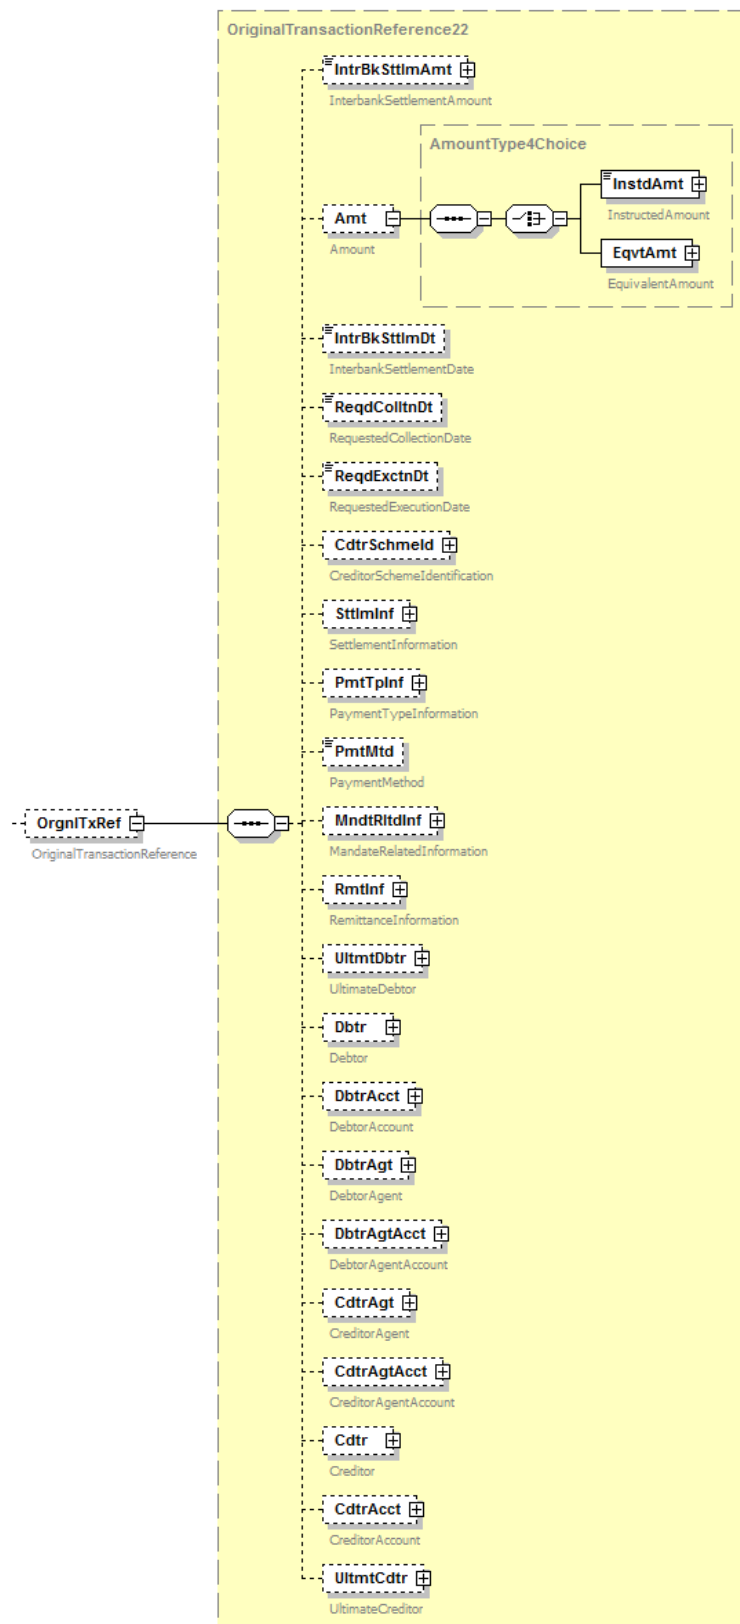 OriginalTransactionReference22
IntrBkSttlmAmt
InterbankSettlementAmount
AmountType4Choice
InstdAmt
InstructedAmount
Amt
Amount
EqvtAmt
EquivalentAmount
IntrBkSttlmDt
InterbankSettlementDate
ReqdColltnDt
RequestedCollectionDate
ReqdExctnDt
RequestedExecutionDate
CdtrSchmeId
CreditorSchemeIdentification
SttlmInf
SettlementInformation
PmtTpInf
PaymentTypeInformation
PmtMtd
PaymentMethod
OrgnlTxRef
OriginalTransactionReference
MndtRltdInf
MandateRelatedInformation
RmtInf
RemittanceInformation
UltmtDbtr
UltimateDebtor
Dbtr
Debtor
DbtrAcct
DebtorAccount
DbtrAgt
DebtorAgent
DbtrAgtAcct
DebtorAgentAccount
CdtrAgt
CreditorAgent
CdtrAgtAcct
CreditorAgentAccount
Cdtr
Creditor
CdtrAcct
CreditorAccount
UltmtCdtr
UltimateCreditor